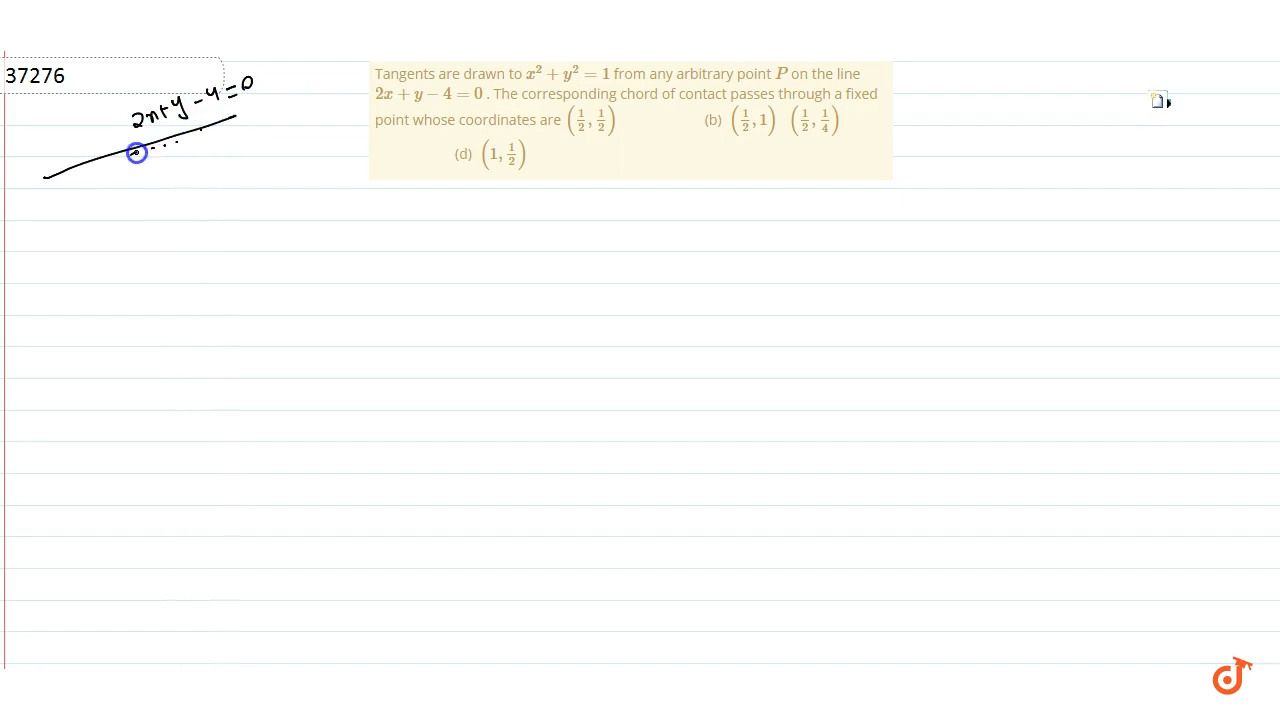 37276
2x+y-4=0
Tangents are drawn to x² + y² = 1 from any arbitrary point P on the line
2x + y − 4 = 0 . The corresponding chord of contact passes through a fixed
point whose coordinates are (1/2, 1/2) (b) (1/2, 1) (1/2, 1/4)
(d) (1, 1/2)